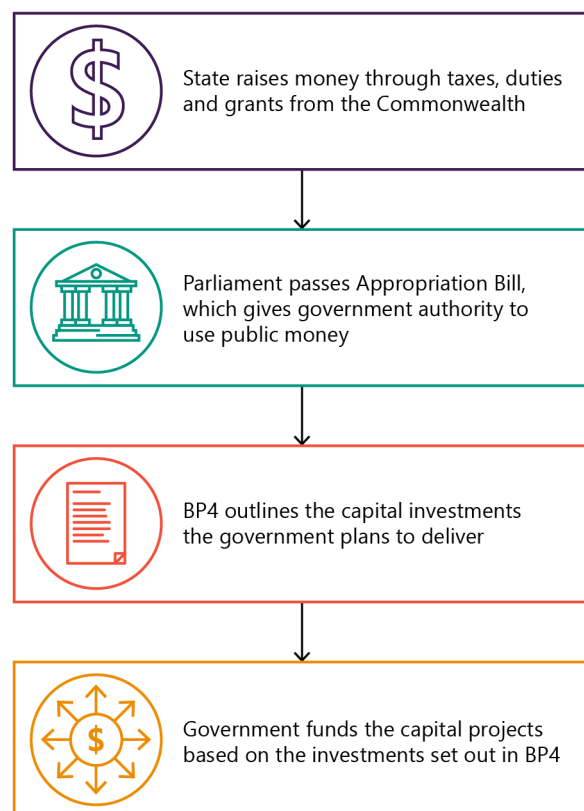 State raises money through taxes, duties
and grants from the Commonwealth
Parliament passes Appropriation Bill,
which gives government authority to
use public money
BP4 outlines the capital investments
the government plans to deliver
$
Government funds the capital projects
based on the investments set out in BP4